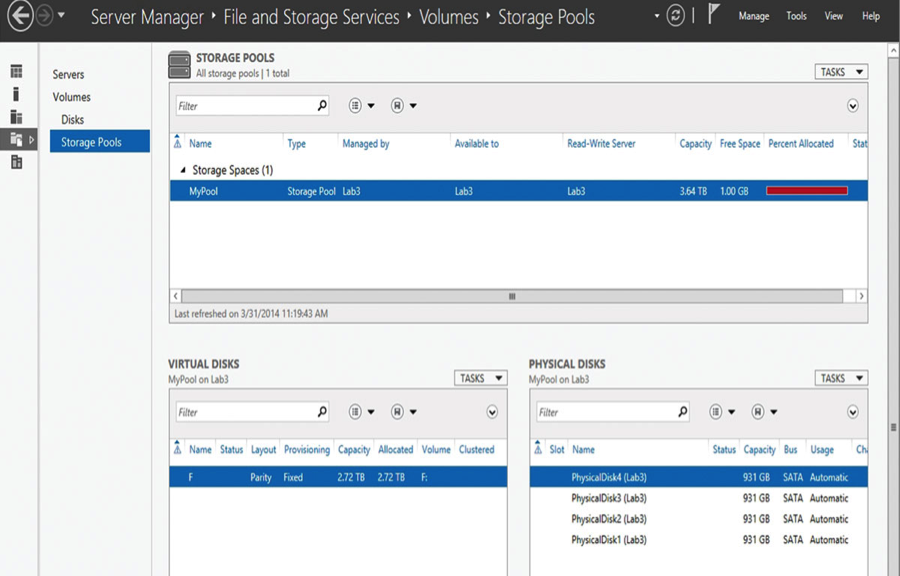 Server Manager ‣ File and Storage Services ‣ Volumes ‣ Storage Pools
Manage Tools View Help
Servers
Volumes
Disks
Storage Pools
STORAGE POOLS
All storage pools | 1 total
TASKS
Filter
Name Type Managed by Available to Read-Write Server Capacity Free Space Percent Allocated Stat
Storage Spaces (1)
MyPool Storage Pool Lab3 Lab3 Lab3 3.64 TB 1.00 GB
Last refreshed on 3/31/2014 11:19:43 AM
VIRTUAL DISKS
MyPool on Lab3
TASKS
Filter
Name Status Layout Provisioning Capacity Allocated Volume Clustered
F Parity Fixed 2.72 TB 2.72 TB F:
PHYSICAL DISKS
MyPool on Lab3
TASKS
Filter
Slot Name Status Capacity Bus Usage Ch
PhysicalDisk4 (Lab3) 931 GB SATA Automatic
PhysicalDisk3 (Lab3) 931 GB SATA Automatic
PhysicalDisk2 (Lab3) 931 GB SATA Automatic
PhysicalDisk1 (Lab3) 931 GB SATA Automatic